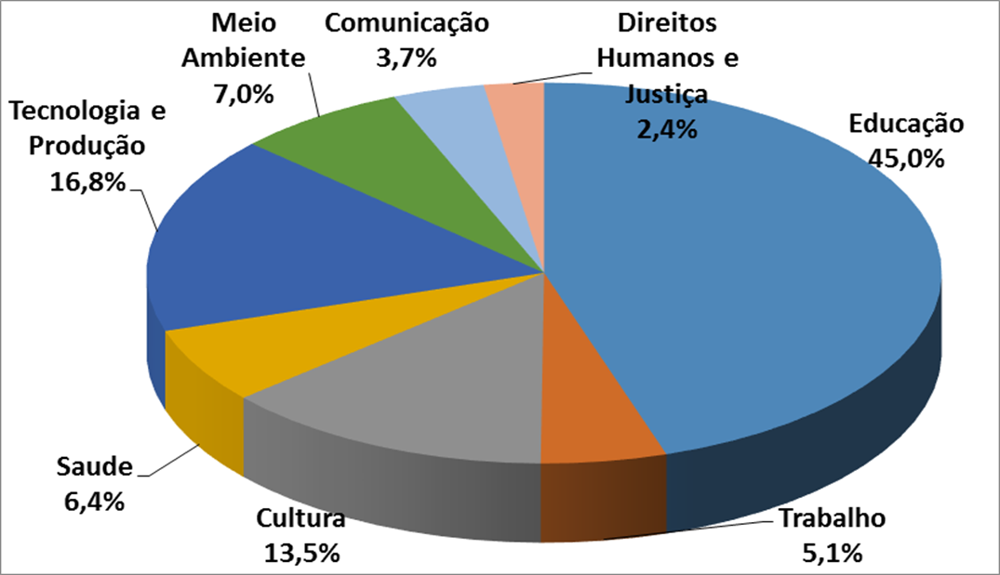 Meio
Ambiente
7,0%
Comunicação
3,7%
Direitos
Humanos e
Justiça
2,4%
Tecnologia e
Produção
16,8%
Educação
45,0%
Saude
6,4%
Cultura
13,5%
Trabalho
5,1%